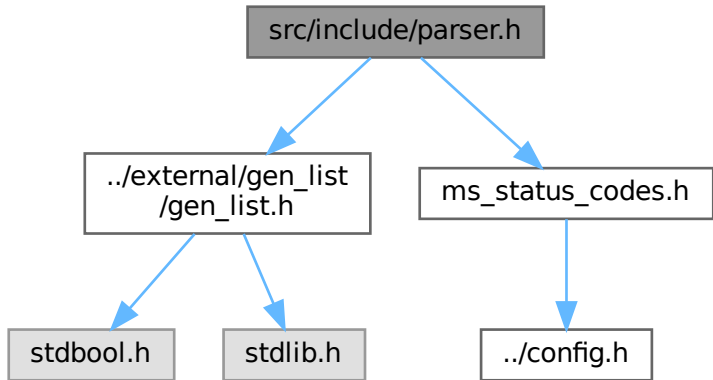 src/include/parser.h
../external/gen_list
/gen_list.h
ms_status_codes.h
stdbool.h
stdlib.h
../config.h